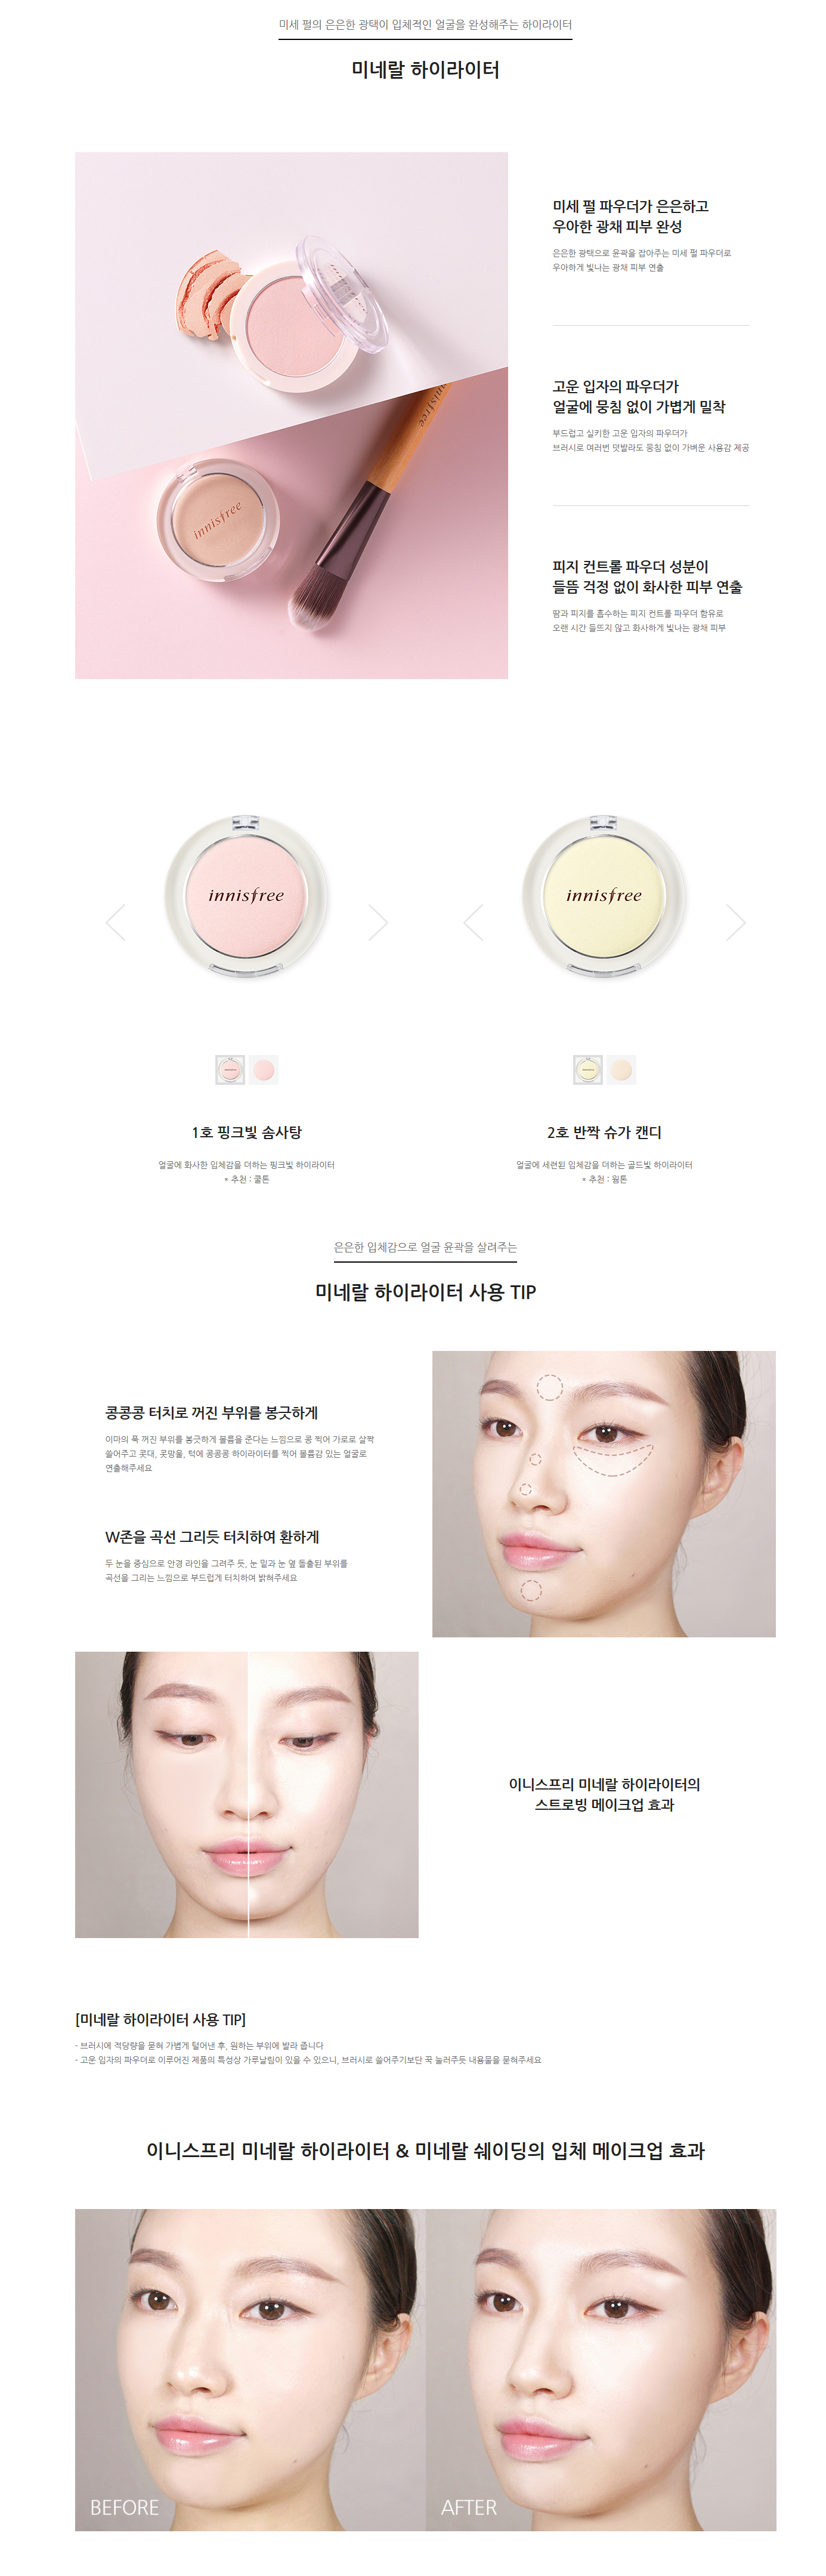 미세 펄의 은은한 광택이 입체적인 얼굴을 완성해주는 하이라이터
미네랄 하이라이터
미세 펄 파우더가 은은하고
우아한 광채 피부 완성
은은한 광택으로 윤곽을 잡아주는 미세 펄 파우더로
우아하게 빛나는 광채 피부 연출
고운 입자의 파우더가
얼굴에 뭉침 없이 가볍게 밀착
부드럽고 실키한 고운 입자의 파우더가
브러시로 여러번 덧발라도 뭉침 없이 가벼운 사용감 제공
피지 컨트롤 파우더 성분이
들뜸 걱정 없이 화사한 피부 연출
땀과 피지를 흡수하는 피지 컨트롤 파우더 함유로
오랜 시간 들뜨지 않고 화사하게 빛나는 광채 피부
innisfree
innisfree
innisfree
innisfree
1호 핑크빛 솜사탕
얼굴에 화사한 입체감을 더하는 핑크빛 하이라이터
* 추천 : 쿨톤
2호 반짝 슈가 캔디
얼굴에 세련된 입체감을 더하는 골드빛 하이라이터
* 추천 : 웜톤
은은한 입체감으로 얼굴 윤곽을 살려주는
미네랄 하이라이터 사용 TIP
콩콩콩 터치로 꺼진 부위를 봉긋하게
이마의 푹 꺼진 부위를 봉긋하게 볼륨을 준다는 느낌으로 콩 찍어 가로로 살짝
쓸어주고 콧대, 콧망울, 턱에 콩콩콩 하이라이터를 찍어 볼륨감 있는 얼굴로
연출해주세요
W존을 곡선 그리듯 터치하여 환하게
두 눈을 중심으로 안경 라인을 그려주 듯, 눈 밑과 눈 옆 돌출된 부위를
곡선을 그리는 느낌으로 부드럽게 터치하여 밝혀주세요
이니스프리 미네랄 하이라이터의
스트로빙 메이크업 효과
[미네랄 하이라이터 사용 TIP]
- 브러시에 적당량을 묻혀 가볍게 털어낸 후, 원하는 부위에 발라 줍니다
- 고운 입자의 파우더로 이루어진 제품의 특성상 가루날림이 있을 수 있으니, 브러시로 쓸어주기보단 꾹 눌러주듯 내용물을 묻혀주세요
이니스프리 미네랄 하이라이터 & 미네랄 쉐이딩의 입체 메이크업 효과
BEFORE
AFTER